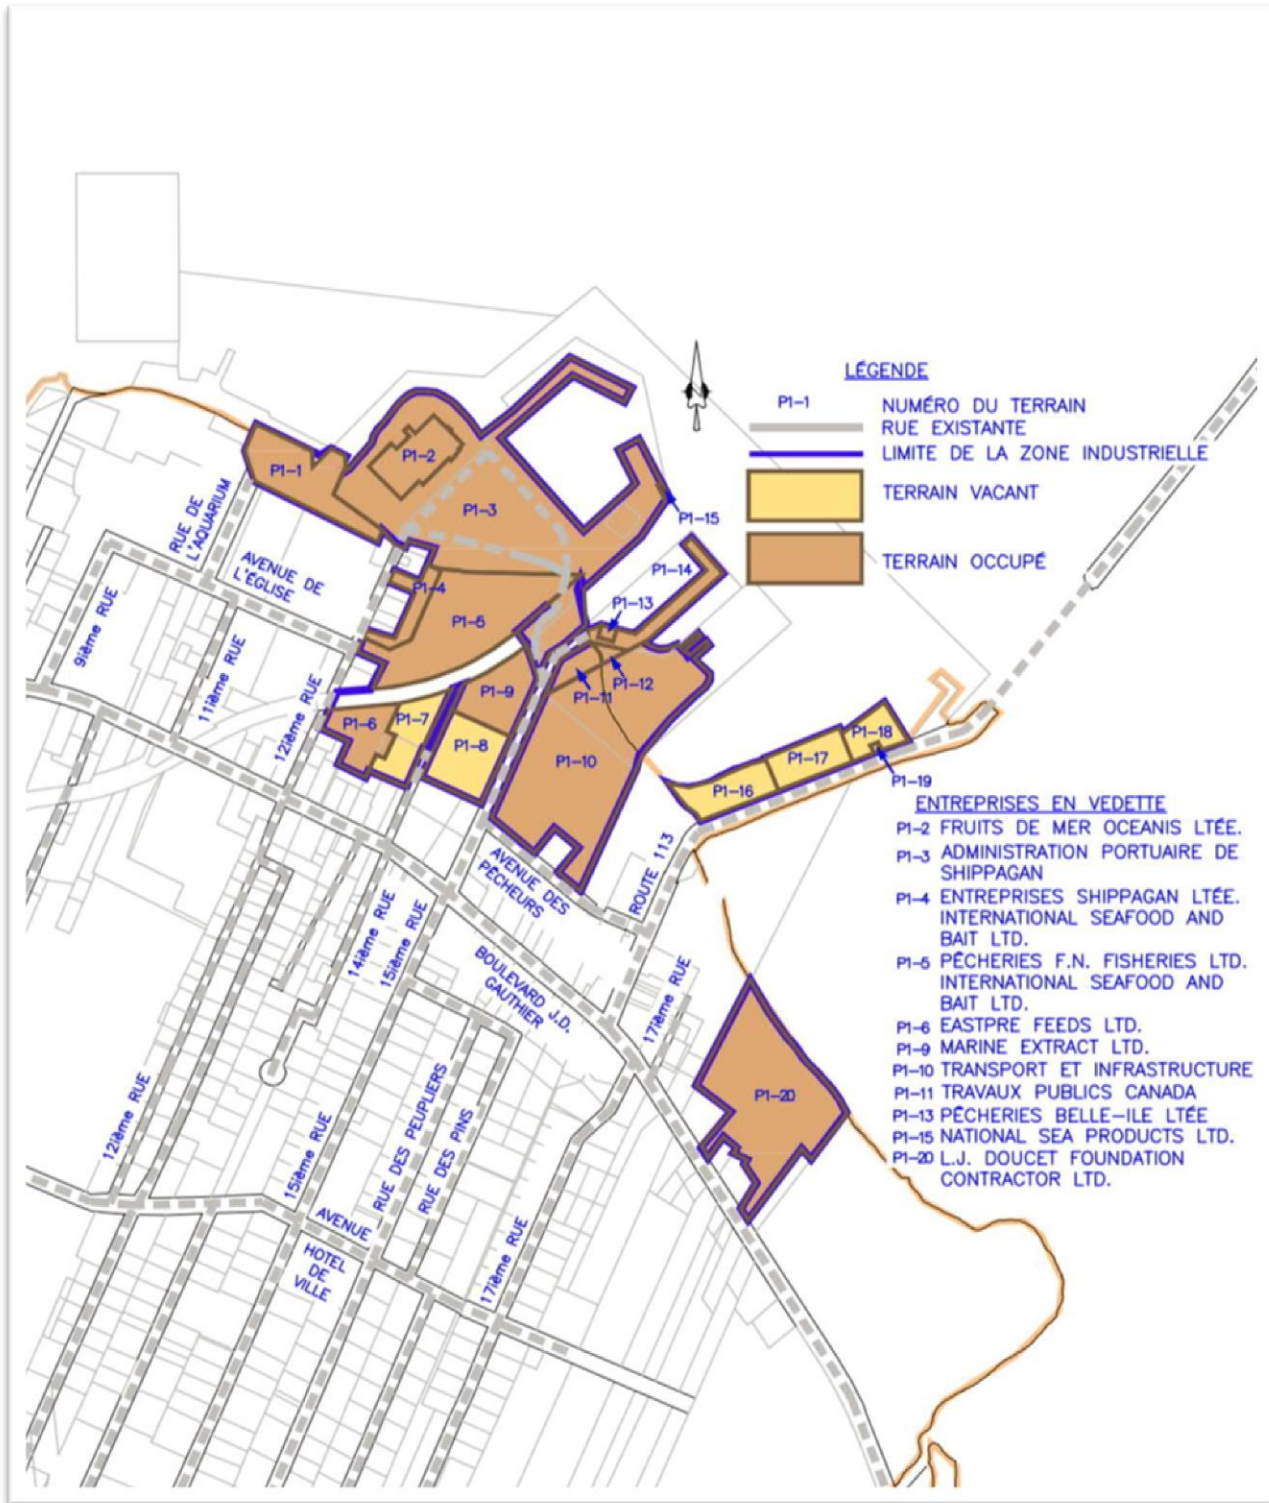 LÉGENDE
P1-1 NUMÉRO DU TERRAIN
RUE EXISTANTE
LIMITE DE LA ZONE INDUSTRIELLE
TERRAIN VACANT
TERRAIN OCCUPÉ
P1-1
P1-2
P1-3
P1-15
P1-14
P1-4
P1-13
P1-5
P1-12
P1-11
P1-9
P1-6
P1-7
P1-8
P1-10
P1-18
P1-17
P1-16
P1-19
P1-20
RUE DE
L'AQUARIUM
AVENUE DE
L'ÉGLISE
9ième RUE
11ième RUE
12ième RUE
AVENUE DES
PÊCHEURS
ROUTE 113
14ième RUE
15ième RUE
BOULEVARD J.D.
GAUTHIER
17ième RUE
12ième RUE
15ième RUE
RUE DES PEUPLIERS
RUE DES PINS
AVENUE
HOTEL
DE
VILLE
17ième RUE
ENTREPRISES EN VEDETTE
P1-2 FRUITS DE MER OCEANIS LTÉE.
P1-3 ADMINISTRATION PORTUAIRE DE
SHIPPAGAN
P1-4 ENTREPRISES SHIPPAGAN LTÉE.
INTERNATIONAL SEAFOOD AND
BAIT LTD.
P1-5 PÊCHERIES F.N. FISHERIES LTD.
INTERNATIONAL SEAFOOD AND
BAIT LTD.
P1-6 EASTPRE FEEDS LTD.
P1-9 MARINE EXTRACT LTD.
P1-10 TRANSPORT ET INFRASTRUCTURE
P1-11 TRAVAUX PUBLICS CANADA
P1-13 PÊCHERIES BELLE-ILE LTÉE
P1-15 NATIONAL SEA PRODUCTS LTD.
P1-20 L.J. DOUCET FOUNDATION
CONTRACTOR LTD.